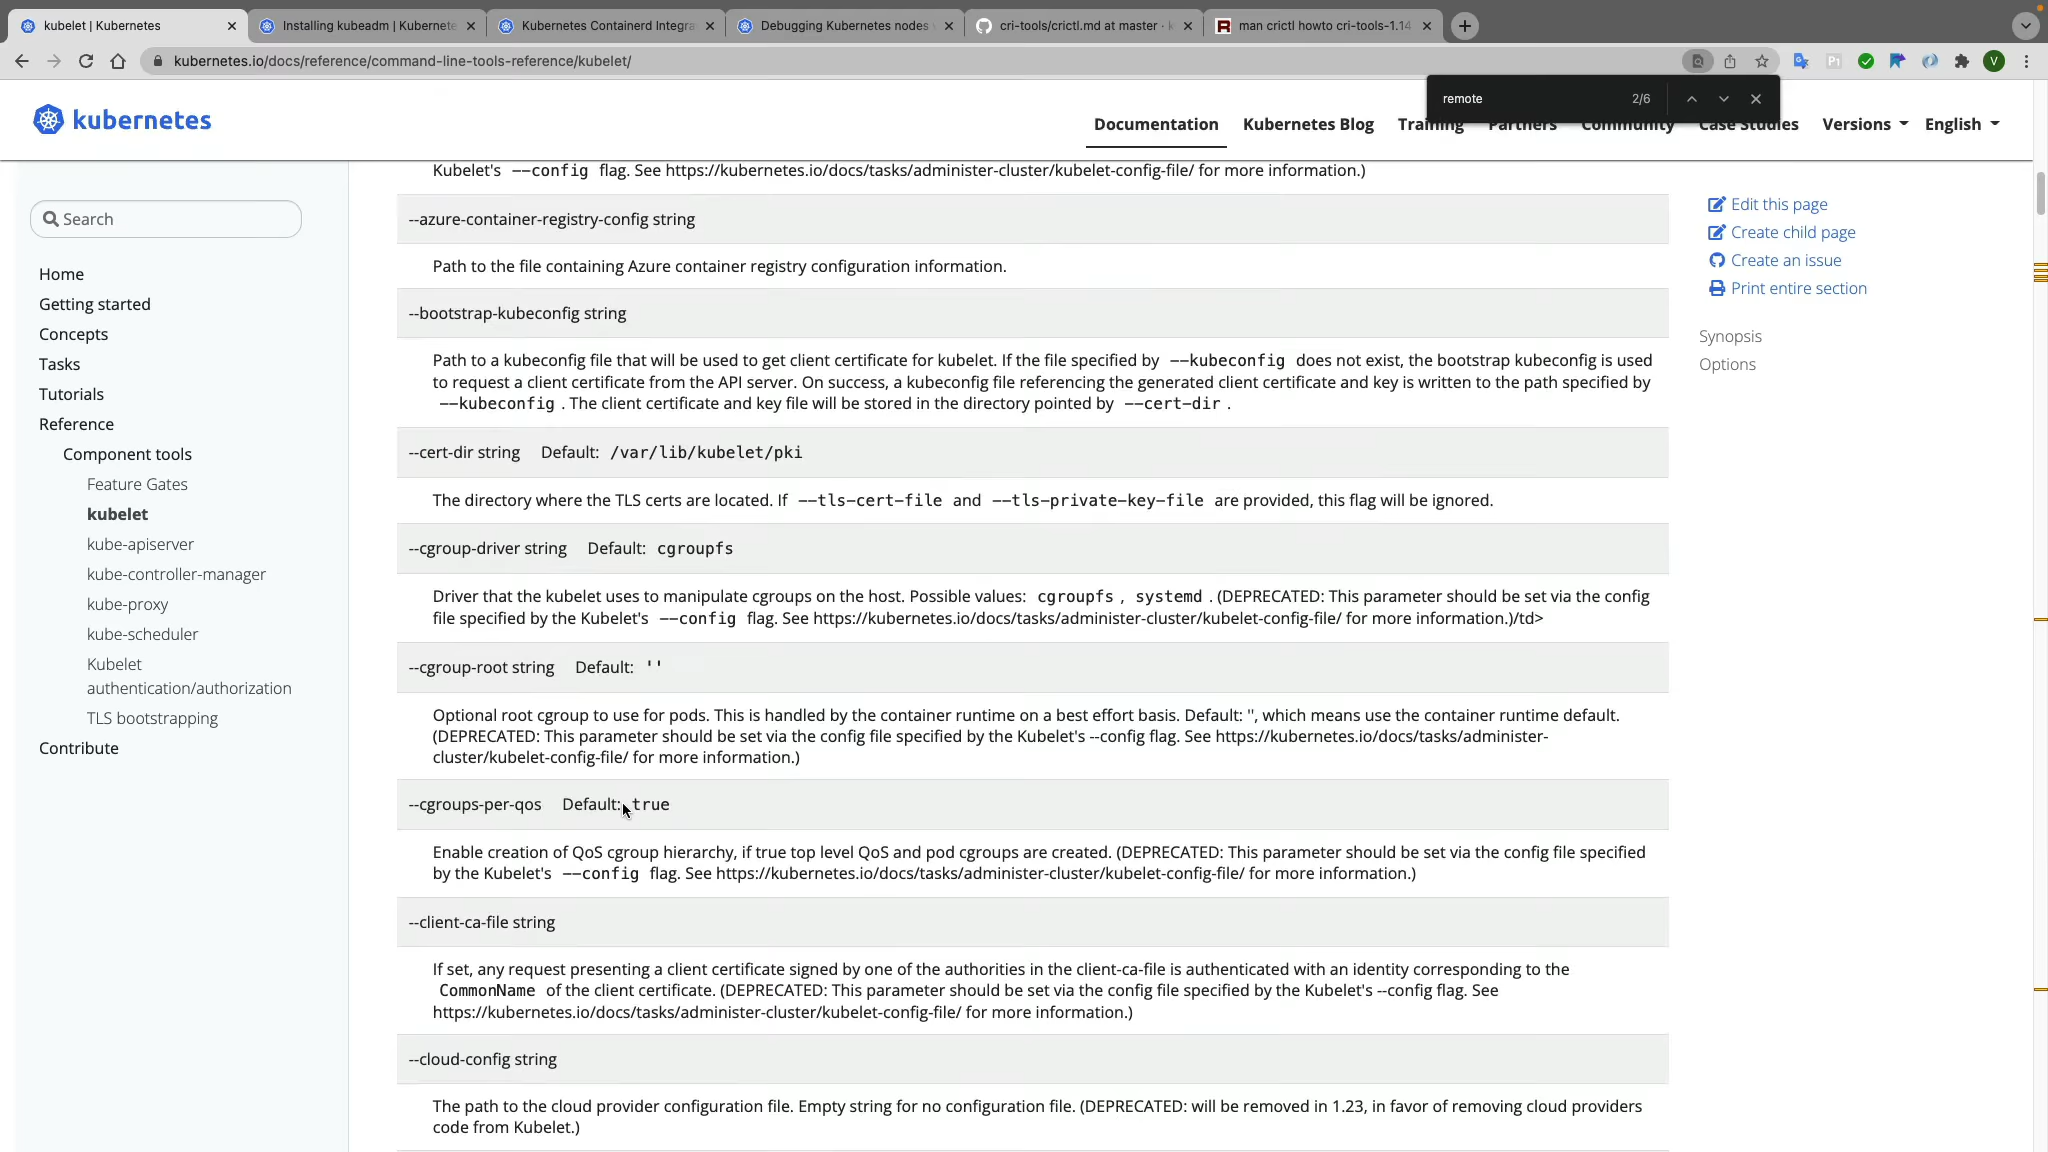 kubelet | Kubernetes
Installing kubeadm | Kubernete
Kubernetes Containerd Integra
Debugging Kubernetes nodes
cri-tools/crictl.md at master ·
man crictl howto cri-tools-1.14
kubernetes.io/docs/reference/command-line-tools-reference/kubelet/
V
remote 2/6
kubernetes
Documentation Kubernetes Blog Training Partners Community Case Studies Versions English
Search
Home
Getting started
Concepts
Tasks
Tutorials
Reference
Component tools
Feature Gates
kubelet
kube-apiserver
kube-controller-manager
kube-proxy
kube-scheduler
Kubelet
authentication/authorization
TLS bootstrapping
Contribute
Kubelet's --config flag. See https://kubernetes.io/docs/tasks/administer-cluster/kubelet-config-file/ for more information.)
--azure-container-registry-config string
Path to the file containing Azure container registry configuration information.
--bootstrap-kubeconfig string
Path to a kubeconfig file that will be used to get client certificate for kubelet. If the file specified by --kubeconfig does not exist, the bootstrap kubeconfig is used
to request a client certificate from the API server. On success, a kubeconfig file referencing the generated client certificate and key is written to the path specified by
--kubeconfig . The client certificate and key file will be stored in the directory pointed by --cert-dir .
--cert-dir string Default: /var/lib/kubelet/pki
The directory where the TLS certs are located. If --tls-cert-file and --tls-private-key-file are provided, this flag will be ignored.
--cgroup-driver string Default: cgroupfs
Driver that the kubelet uses to manipulate cgroups on the host. Possible values: cgroupfs , systemd . (DEPRECATED: This parameter should be set via the config
file specified by the Kubelet's --config flag. See https://kubernetes.io/docs/tasks/administer-cluster/kubelet-config-file/ for more information.)/td>
--cgroup-root string Default: ''
Optional root cgroup to use for pods. This is handled by the container runtime on a best effort basis. Default: '', which means use the container runtime default.
(DEPRECATED: This parameter should be set via the config file specified by the Kubelet's --config flag. See https://kubernetes.io/docs/tasks/administer-
cluster/kubelet-config-file/ for more information.)
--cgroups-per-qos Default: true
Enable creation of QoS cgroup hierarchy, if true top level QoS and pod cgroups are created. (DEPRECATED: This parameter should be set via the config file specified
by the Kubelet's --config flag. See https://kubernetes.io/docs/tasks/administer-cluster/kubelet-config-file/ for more information.)
--client-ca-file string
If set, any request presenting a client certificate signed by one of the authorities in the client-ca-file is authenticated with an identity corresponding to the
CommonName of the client certificate. (DEPRECATED: This parameter should be set via the config file specified by the Kubelet's --config flag. See
https://kubernetes.io/docs/tasks/administer-cluster/kubelet-config-file/ for more information.)
--cloud-config string
The path to the cloud provider configuration file. Empty string for no configuration file. (DEPRECATED: will be removed in 1.23, in favor of removing cloud providers
code from Kubelet.)
Edit this page
Create child page
Create an issue
Print entire section
Synopsis
Options